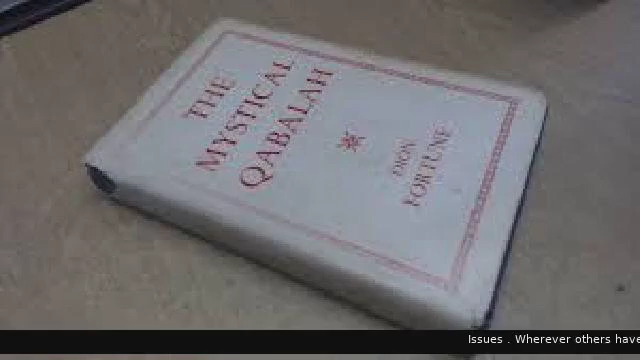 THE
MYSTICAL
QABALAH
DION
FORTUNE
Issues . Wherever others have